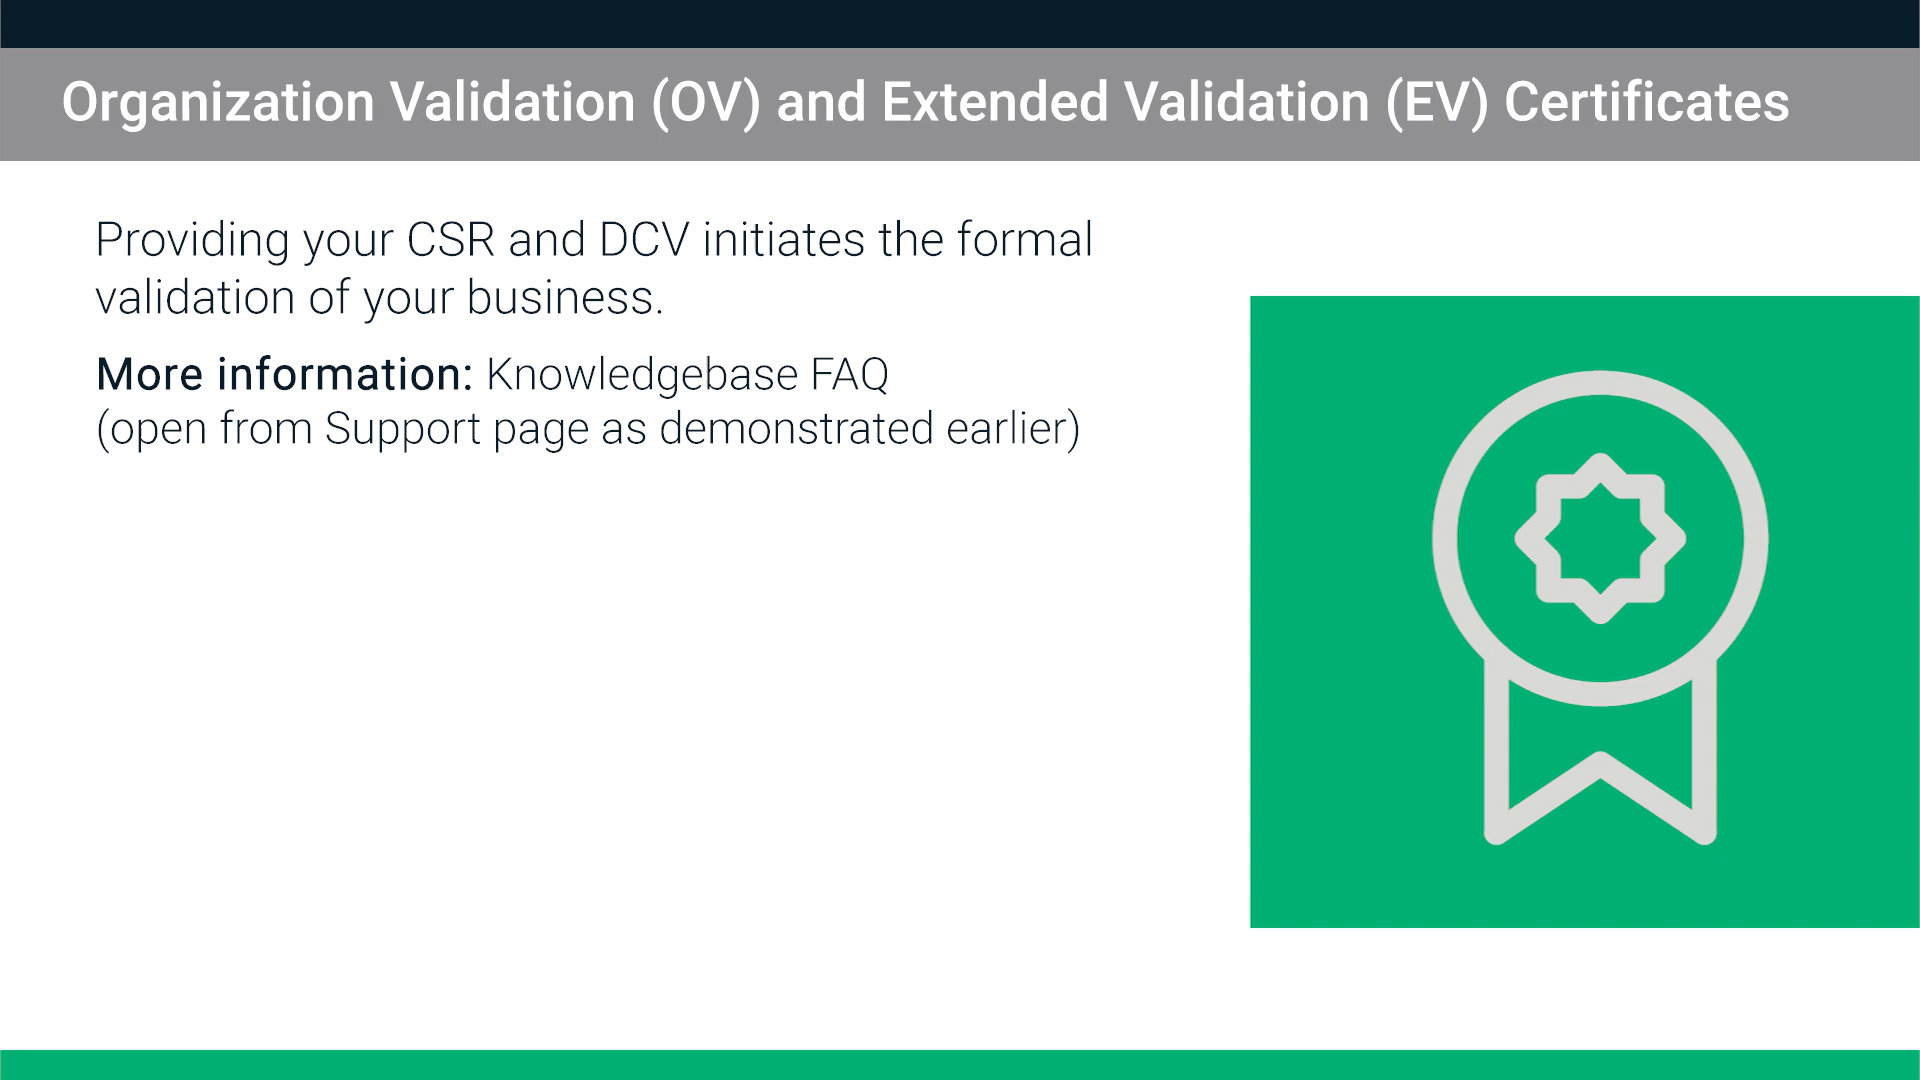 Organization Validation (OV) and Extended Validation (EV) Certificates
Providing your CSR and DCV initiates the formal
validation of your business.
More information: Knowledgebase FAQ
(open from Support page as demonstrated earlier)